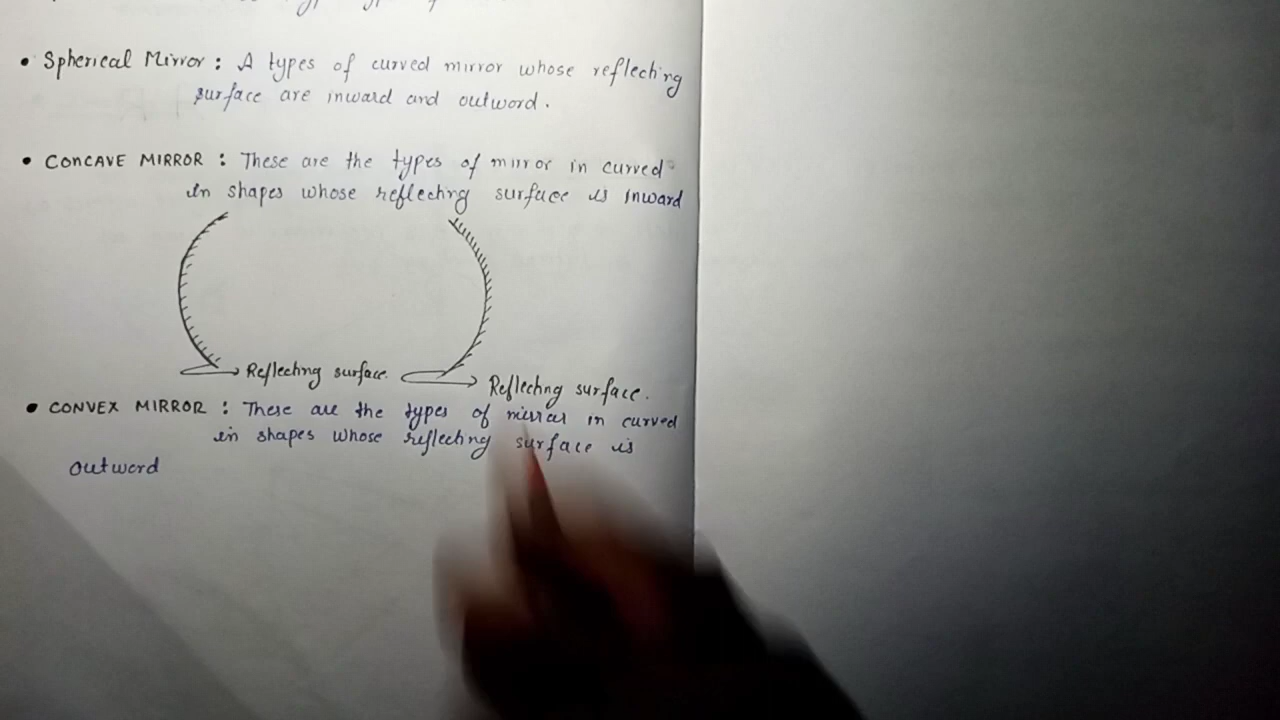 • Spherical Mirror : A types of curved mirror whose reflecting
surface are inward and outword.
• CONCAVE MIRROR : These are the types of mirror in curved
in shapes whose reflecting surface is inward
Reflecting surface.
Reflecting surface.
• CONVEX MIRROR : These are the types of mirror in curved
in shapes whose reflecting surface is
outword